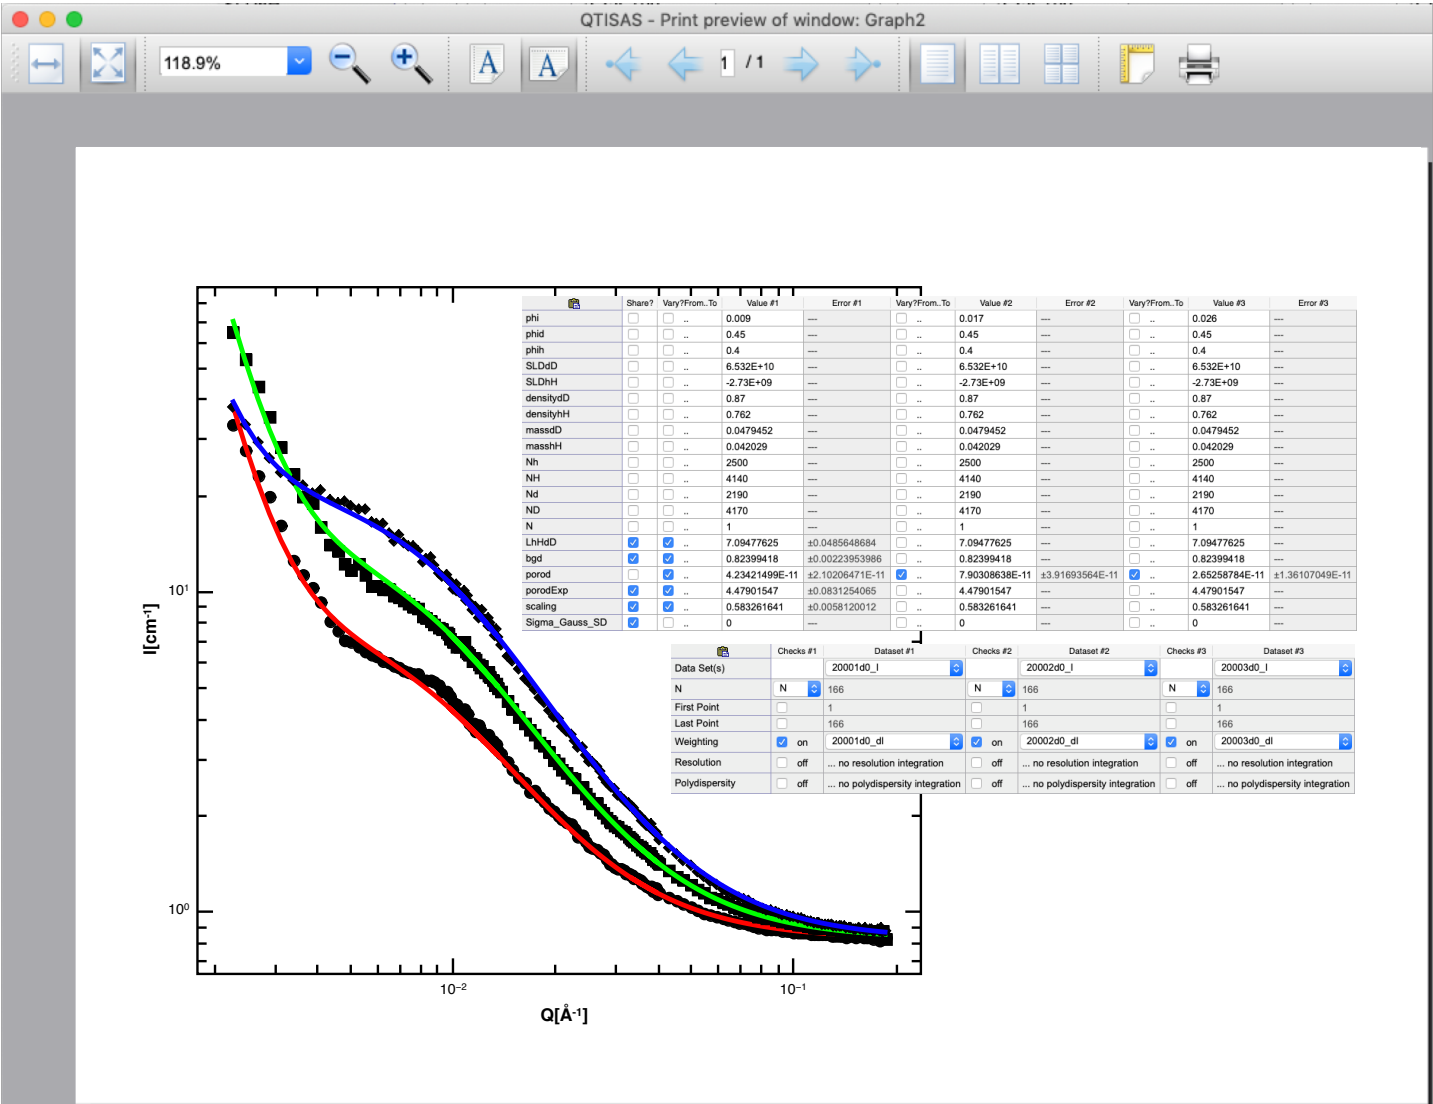 QTISAS - Print preview of window: Graph2
118.9% A A 1 / 1
Share? Vary?From..To Value #1 Error #1 Vary?From..To Value #2 Error #2 Vary?From..To Value #3 Error #3
phi .. 0.009 --- .. 0.017 --- .. 0.026 ---
phid .. 0.45 --- .. 0.45 --- .. 0.45 ---
phih .. 0.4 --- .. 0.4 --- .. 0.4 ---
SLDdD .. 6.532E+10 --- .. 6.532E+10 --- .. 6.532E+10 ---
SLDhH .. -2.73E+09 --- .. -2.73E+09 --- .. -2.73E+09 ---
densitydD .. 0.87 --- .. 0.87 --- .. 0.87 ---
densityhH .. 0.762 --- .. 0.762 --- .. 0.762 ---
massdD .. 0.0479452 --- .. 0.0479452 --- .. 0.0479452 ---
masshH .. 0.042029 --- .. 0.042029 --- .. 0.042029 ---
Nh .. 2500 --- .. 2500 --- .. 2500 ---
NH .. 4140 --- .. 4140 --- .. 4140 ---
Nd .. 2190 --- .. 2190 --- .. 2190 ---
ND .. 4170 --- .. 4170 --- .. 4170 ---
N .. 1 --- .. 1 --- .. 1 ---
LhHdD .. 7.09477625 ±0.0485648684 .. 7.09477625 --- .. 7.09477625 ---
bgd .. 0.82399418 ±0.00223953986 .. 0.82399418 --- .. 0.82399418 ---
porod .. 4.23421499E-11 ±2.10206471E-11 .. 7.90308638E-11 ±3.91693564E-11 .. 2.65258784E-11 ±1.36107049E-11
porodExp .. 4.47901547 ±0.0831254065 .. 4.47901547 --- .. 4.47901547 ---
scaling .. 0.583261641 ±0.0058120012 .. 0.583261641 --- .. 0.583261641 ---
Sigma_Gauss_SD .. 0 --- .. 0 --- .. 0 ---
Checks #1 Dataset #1 Checks #2 Dataset #2 Checks #3 Dataset #3
Data Set(s) 20001d0_I 20002d0_I 20003d0_I
N N 166 N 166 N 166
First Point 1 1 1
Last Point 166 166 166
Weighting on 20001d0_dI on 20002d0_dI on 20003d0_dI
Resolution off ... no resolution integration off ... no resolution integration off ... no resolution integration
Polydispersity off ... no polydispersity integration off ... no polydispersity integration off ... no polydispersity integration
I[cm⁻¹]
10¹
10⁰
10⁻² 10⁻¹
Q[Å⁻¹]